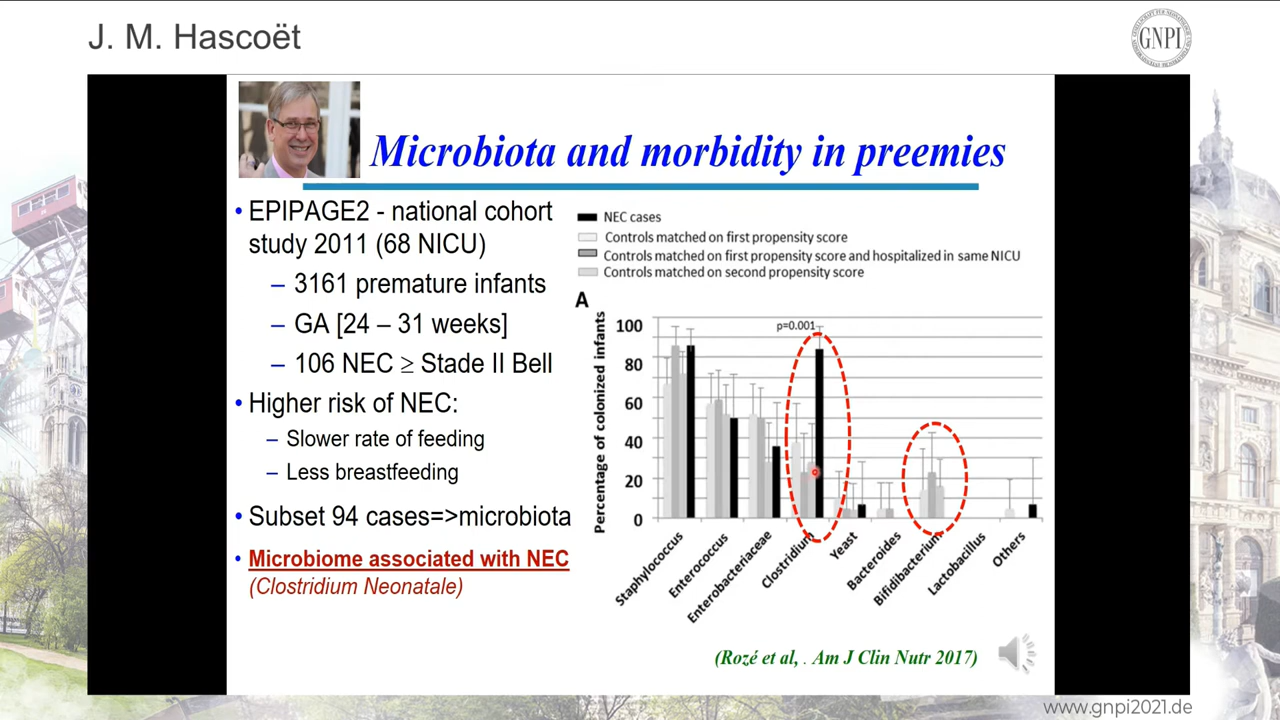 J. M. Hascoët
GNPI
Microbiota and morbidity in preemies
• EPIPAGE2 - national cohort
study 2011 (68 NICU)
– 3161 premature infants
– GA [24 – 31 weeks]
– 106 NEC ≥ Stade II Bell
• Higher risk of NEC:
– Slower rate of feeding
– Less breastfeeding
• Subset 94 cases=>microbiota
• Microbiome associated with NEC
(Clostridium Neonatale)
NEC cases
Controls matched on first propensity score
Controls matched on first propensity score and hospitalized in same NICU
Controls matched on second propensity score
A
Percentage of colonized infants
100
80
60
40
20
0
p=0.001
Staphylococcus
Enterococcus
Enterobacteriaceae
Clostridium
Yeast
Bacteroides
Bifidibacterium
Lactobacillus
Others
(Rozé et al, . Am J Clin Nutr 2017)
www.gnpi2021.de